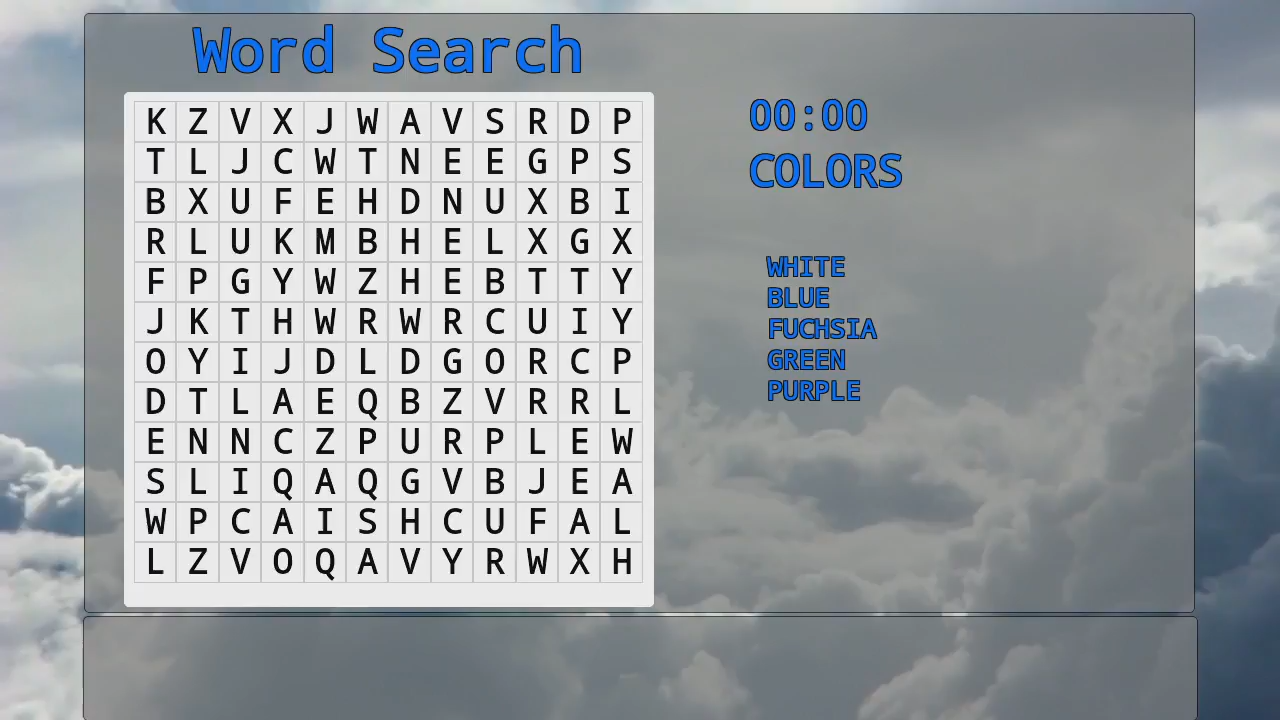 Word Search
K Z V X J W A V S R D P
T L J C W T N E E G P S
B X U F E H D N U X B I
R L U K M B H E L X G X
F P G Y W Z H E B T T Y
J K T H W R W R C U I Y
O Y I J D L D G O R C P
D T L A E Q B Z V R R L
E N N C Z P U R P L E W
S L I Q A Q G V B J E A
W P C A I S H C U F A L
L Z V O Q A V Y R W X H
00:00
COLORS
WHITE
BLUE
FUCHSIA
GREEN
PURPLE